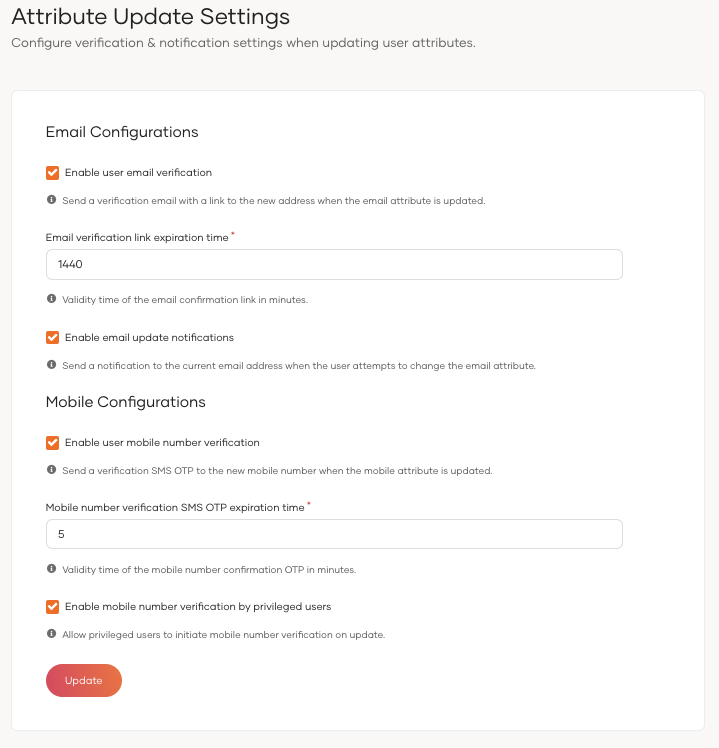 Attribute Update Settings
Configure verification & notification settings when updating user attributes.
Email Configurations
Enable user email verification
Send a verification email with a link to the new address when the email attribute is updated.
Email verification link expiration time *
1440
Validity time of the email confirmation link in minutes.
Enable email update notifications
Send a notification to the current email address when the user attempts to change the email attribute.
Mobile Configurations
Enable user mobile number verification
Send a verification SMS OTP to the new mobile number when the mobile attribute is updated.
Mobile number verification SMS OTP expiration time *
5
Validity time of the mobile number confirmation OTP in minutes.
Enable mobile number verification by privileged users
Allow privileged users to initiate mobile number verification on update.
Update